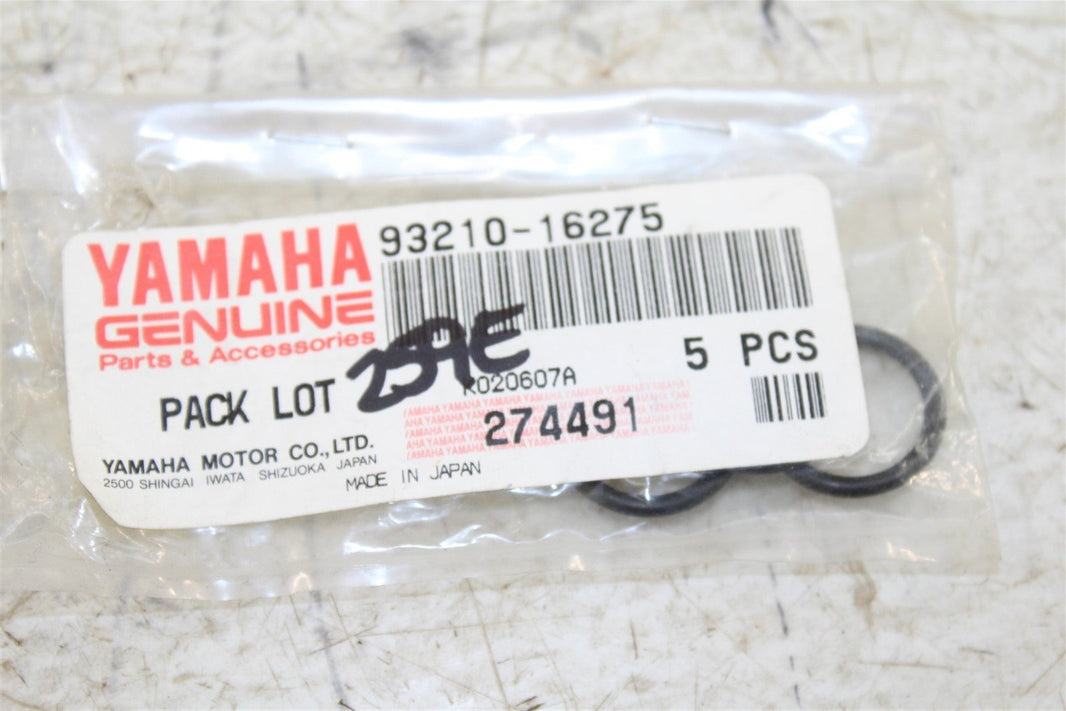 YAMAHA
GENUINE
Parts & Accessories
93210-16275
PACK LOT
259E
5 PCS
K020607A
274491
YAMAHA MOTOR CO., LTD.
2500 SHINGAI IWATA SHIZUOKA JAPAN
MADE IN JAPAN